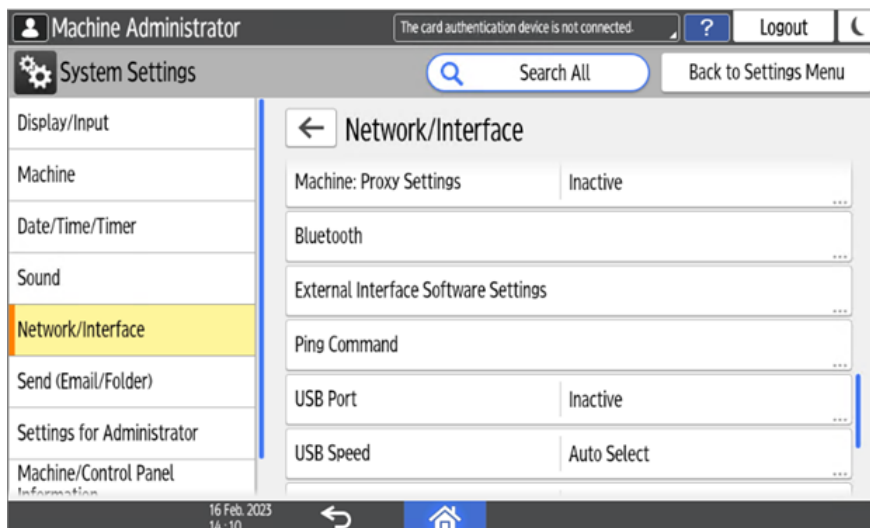 Machine Administrator
The card authentication device is not connected.
?
Logout
System Settings
Search All
Back to Settings Menu
Display/Input
Machine
Date/Time/Timer
Sound
Network/Interface
Send (Email/Folder)
Settings for Administrator
Machine/Control Panel
Information
Network/Interface
Machine: Proxy Settings Inactive
...
Bluetooth
...
External Interface Software Settings
...
Ping Command
...
USB Port Inactive
...
USB Speed Auto Select
...
16 Feb. 2023
14:10